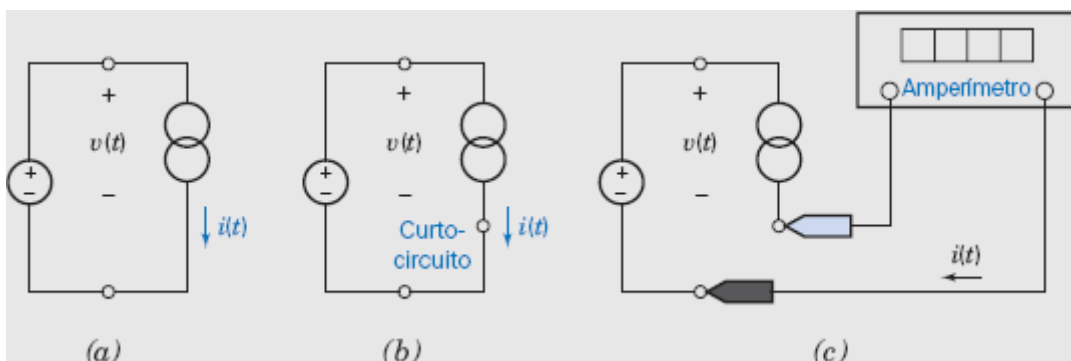 Amperímetro
+
v(t)
–
+
–
i(t)
+
v(t)
–
+
–
Curto-
circuito
i(t)
+
v(t)
–
+
–
i(t)
(a)
(b)
(c)